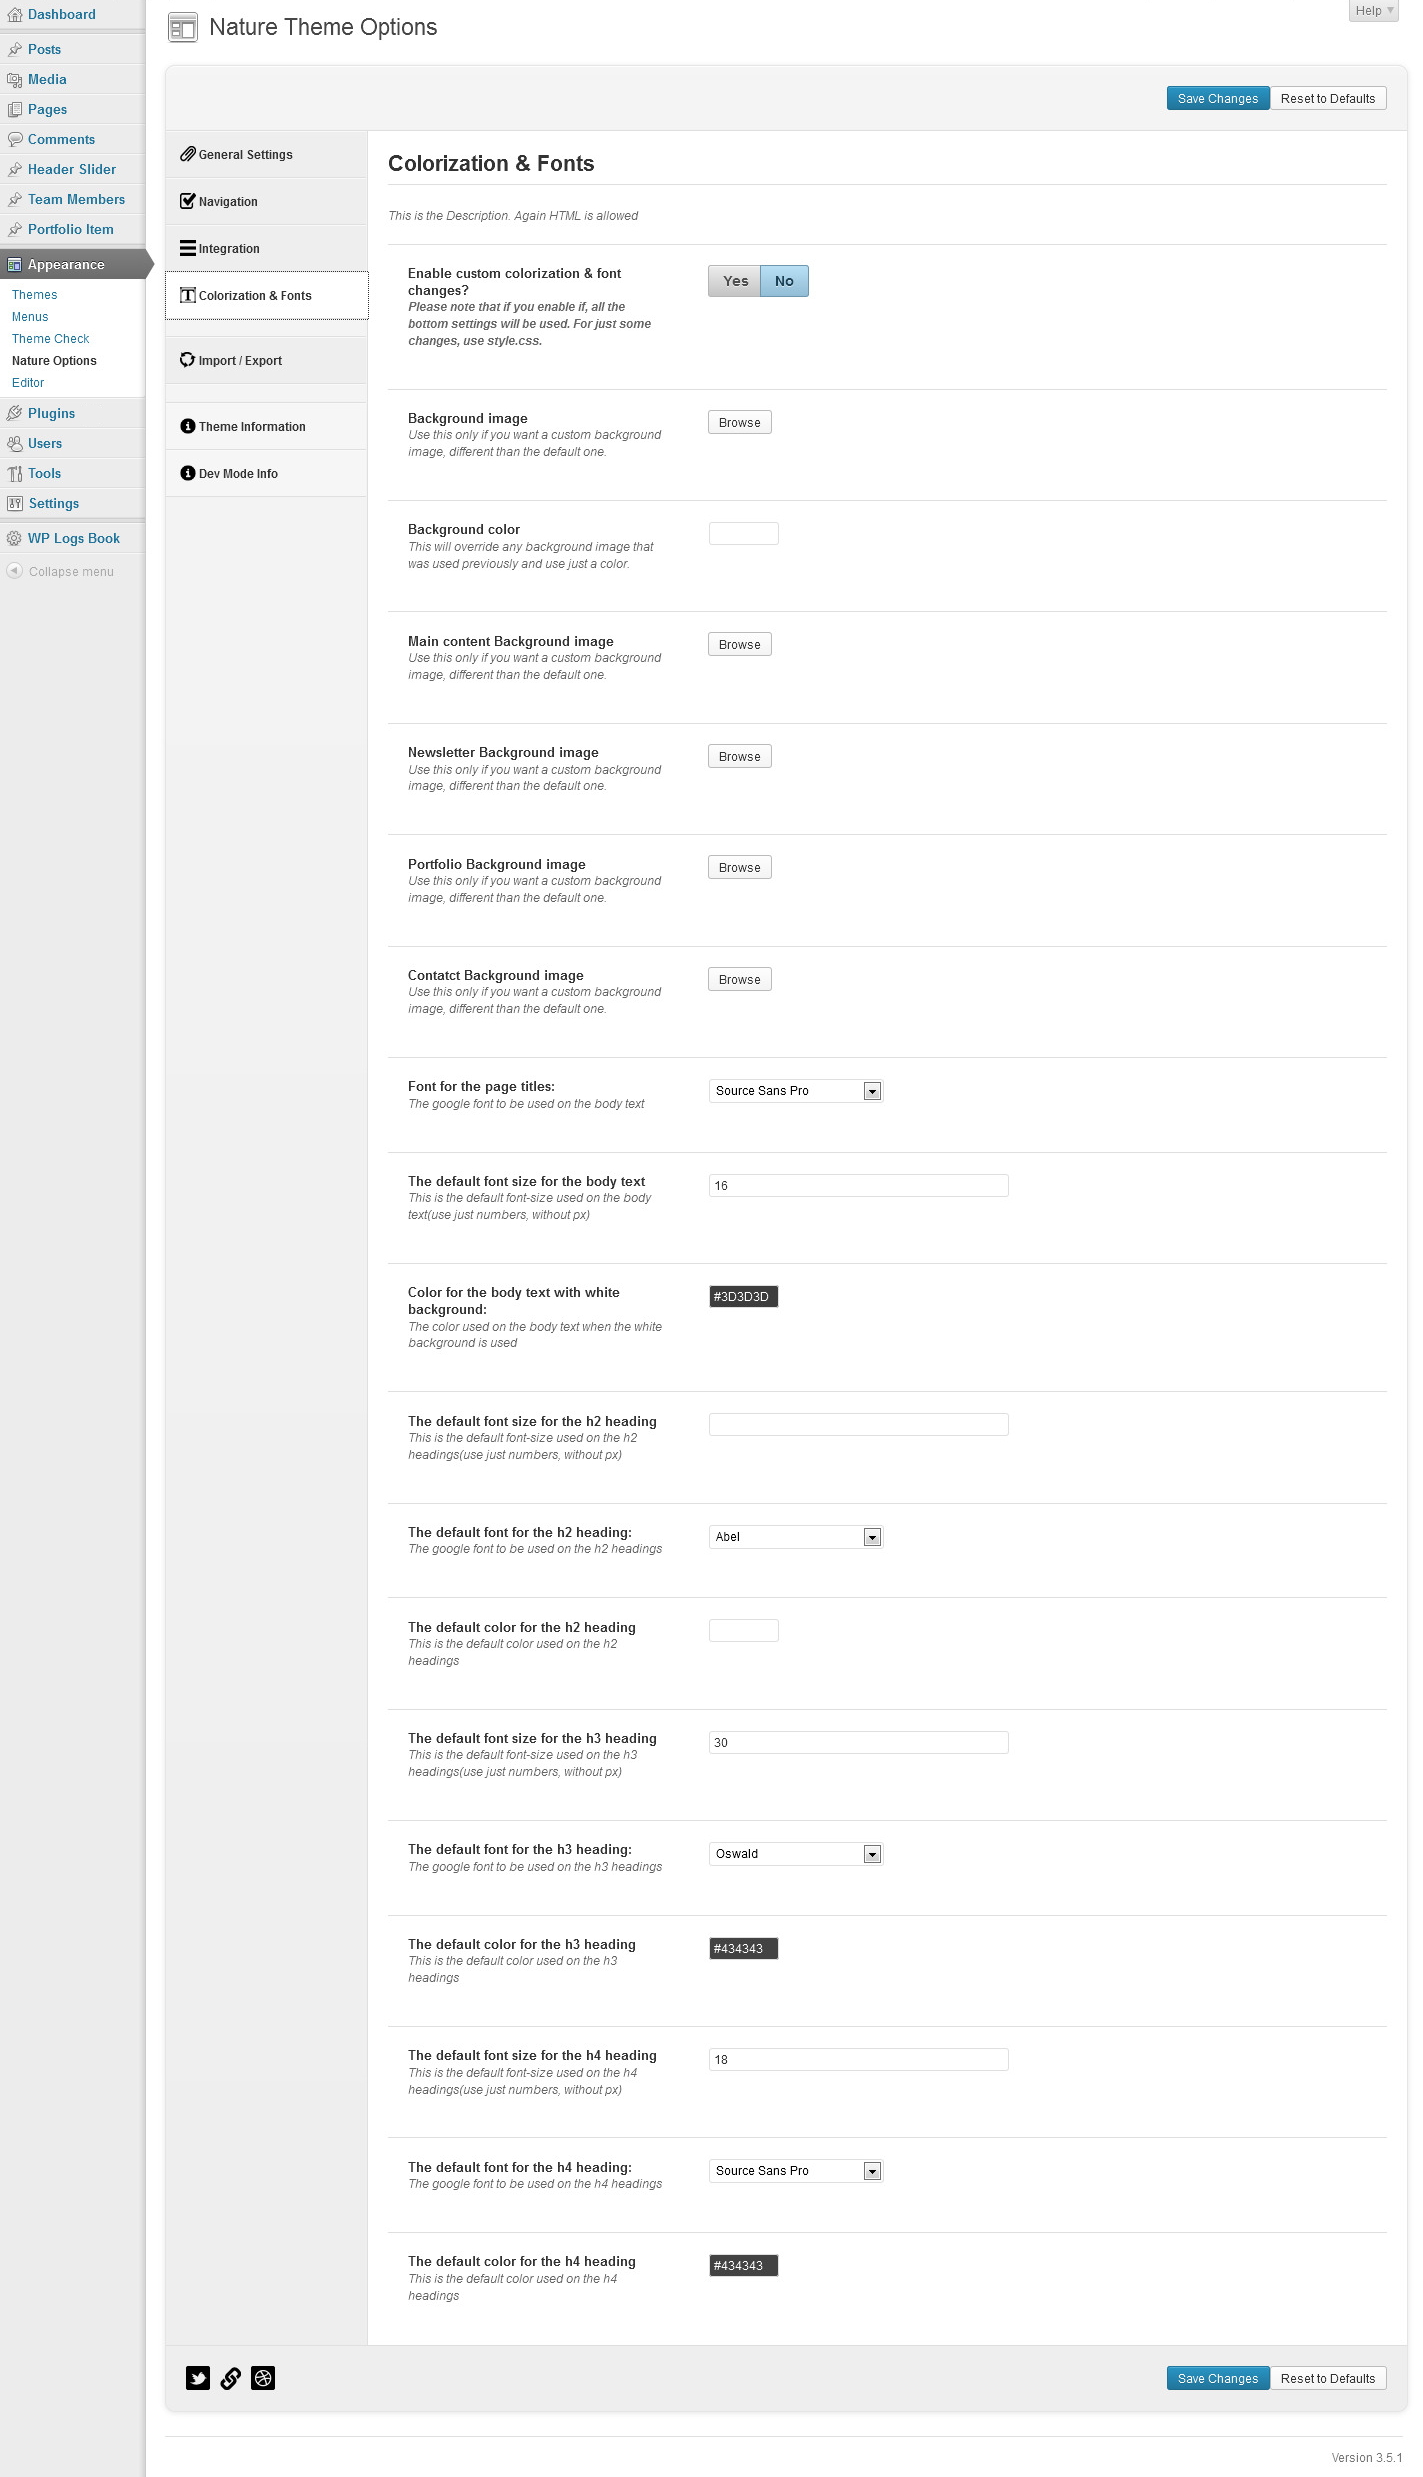 Dashboard
Posts
Media
Pages
Comments
Header Slider
Team Members
Portfolio Item
Appearance
Themes
Menus
Theme Check
Nature Options
Editor
Plugins
Users
Tools
Settings
WP Logs Book
Collapse menu
Help
Nature Theme Options
Save Changes
Reset to Defaults
General Settings
Navigation
Integration
Colorization & Fonts
Import / Export
Theme Information
Dev Mode Info
Colorization & Fonts
This is the Description. Again HTML is allowed
Enable custom colorization & font
changes?
Please note that if you enable if, all the
bottom settings will be used. For just some
changes, use style.css.
Yes
No
Background image
Use this only if you want a custom background
image, different than the default one.
Browse
Background color
This will override any background image that
was used previously and use just a color.
Main content Background image
Use this only if you want a custom background
image, different than the default one.
Browse
Newsletter Background image
Use this only if you want a custom background
image, different than the default one.
Browse
Portfolio Background image
Use this only if you want a custom background
image, different than the default one.
Browse
Contatct Background image
Use this only if you want a custom background
image, different than the default one.
Browse
Font for the page titles:
The google font to be used on the body text
Source Sans Pro
The default font size for the body text
This is the default font-size used on the body
text(use just numbers, without px)
16
Color for the body text with white
background:
The color used on the body text when the white
background is used
#3D3D3D
The default font size for the h2 heading
This is the default font-size used on the h2
headings(use just numbers, without px)
The default font for the h2 heading:
The google font to be used on the h2 headings
Abel
The default color for the h2 heading
This is the default color used on the h2
headings
The default font size for the h3 heading
This is the default font-size used on the h3
headings(use just numbers, without px)
30
The default font for the h3 heading:
The google font to be used on the h3 headings
Oswald
The default color for the h3 heading
This is the default color used on the h3
headings
#434343
The default font size for the h4 heading
This is the default font-size used on the h4
headings(use just numbers, without px)
18
The default font for the h4 heading:
The google font to be used on the h4 headings
Source Sans Pro
The default color for the h4 heading
This is the default color used on the h4
headings
#434343
Save Changes
Reset to Defaults
Version 3.5.1